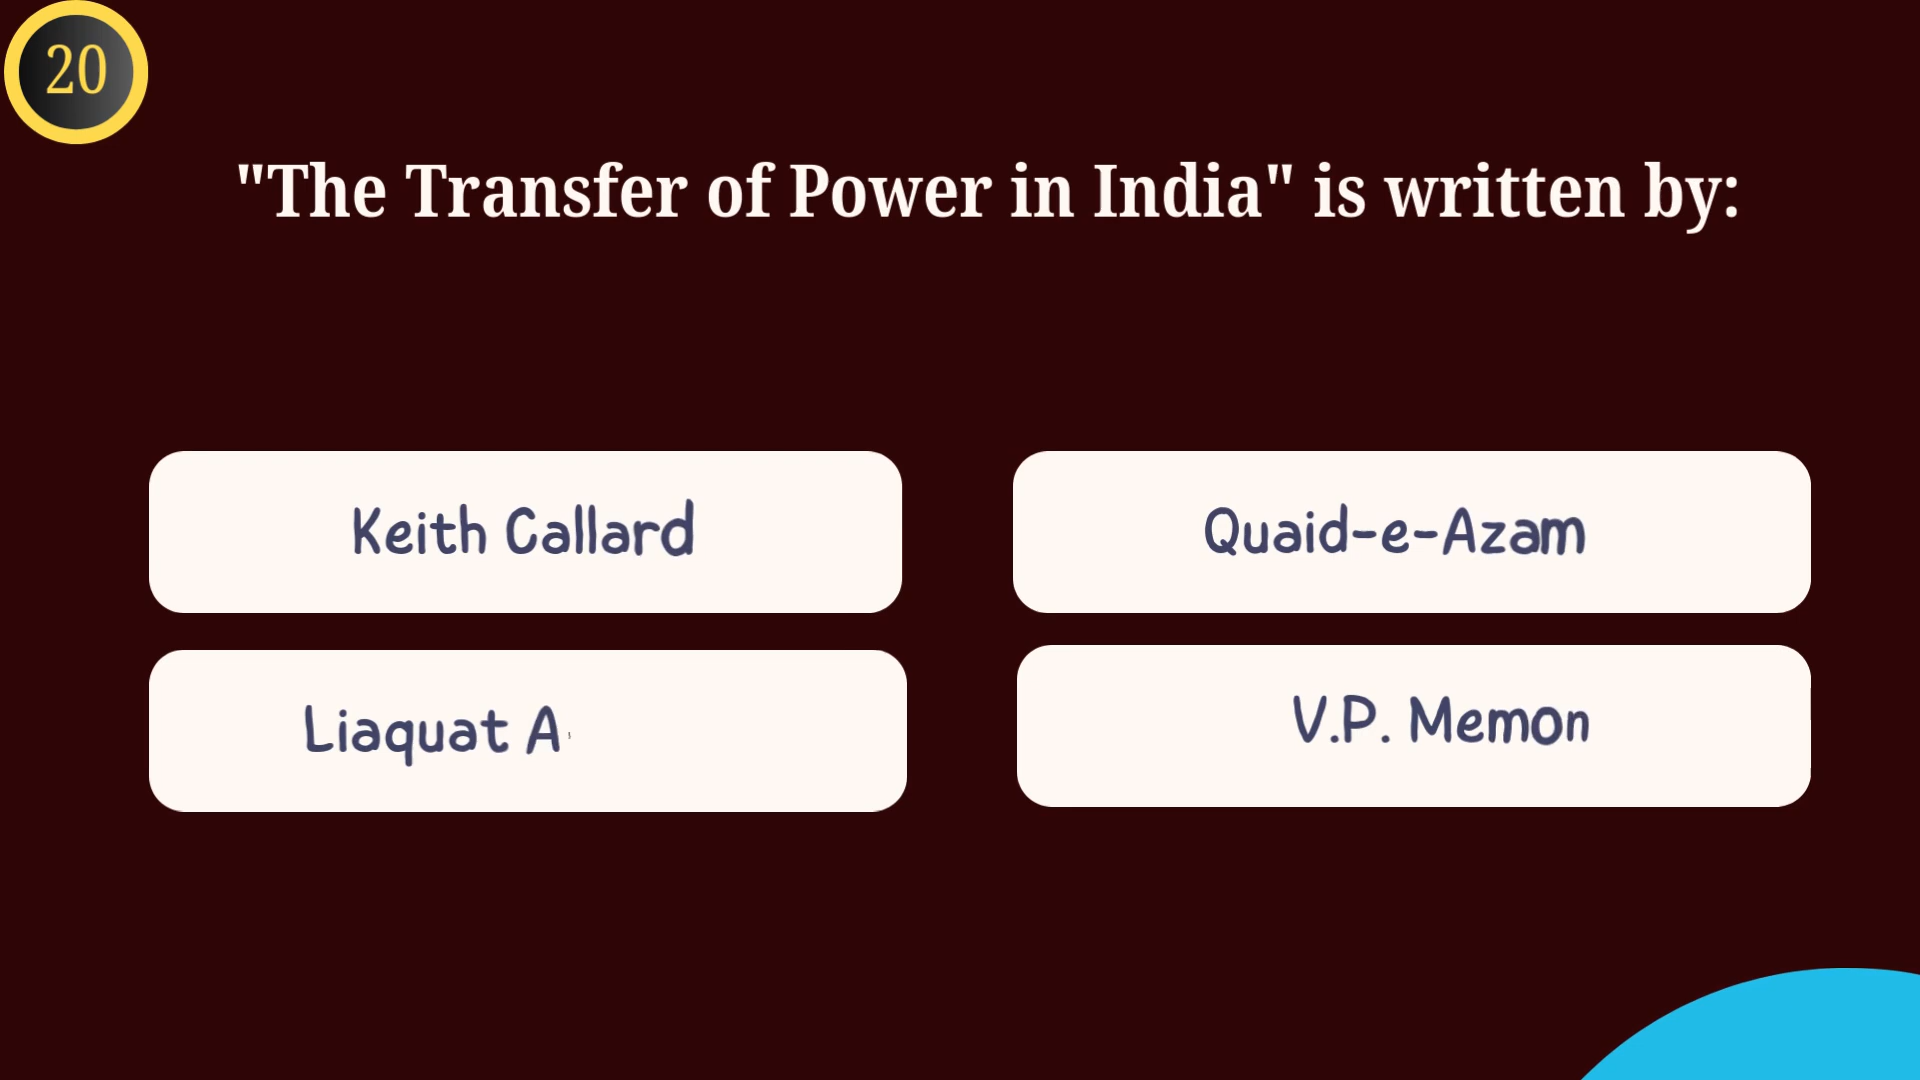 20
"The Transfer of Power in India" is written by:
Keith Callard
Quaid-e-Azam
Liaquat A
V.P. Memon